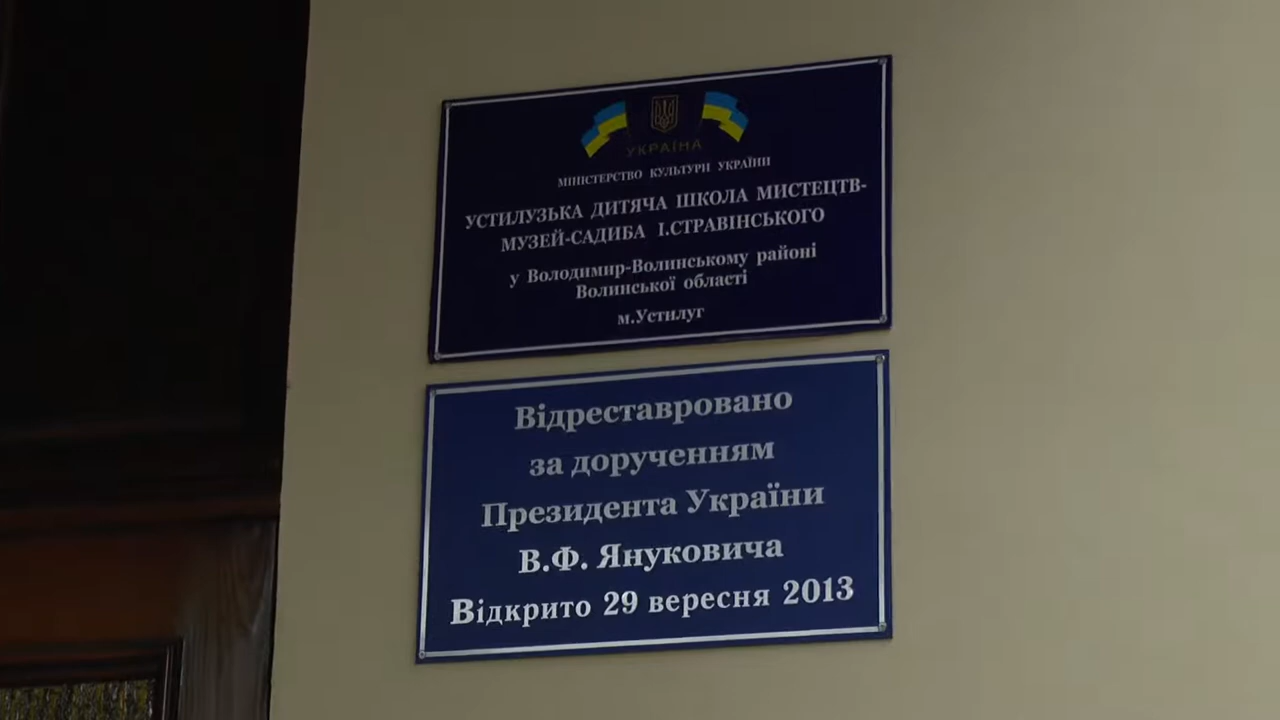 УКРАЇНА
МІНІСТЕРСТВО КУЛЬТУРИ УКРАЇНИ
УСТИЛУЗЬКА ДИТЯЧА ШКОЛА МИСТЕЦТВ-
МУЗЕЙ-САДИБА І.СТРАВІНСЬКОГО
у Володимир-Волинському районі
Волинської області
м.Устилуг
Відреставровано
за дорученням
Президента України
В.Ф. Януковича
Відкрито 29 вересня 2013